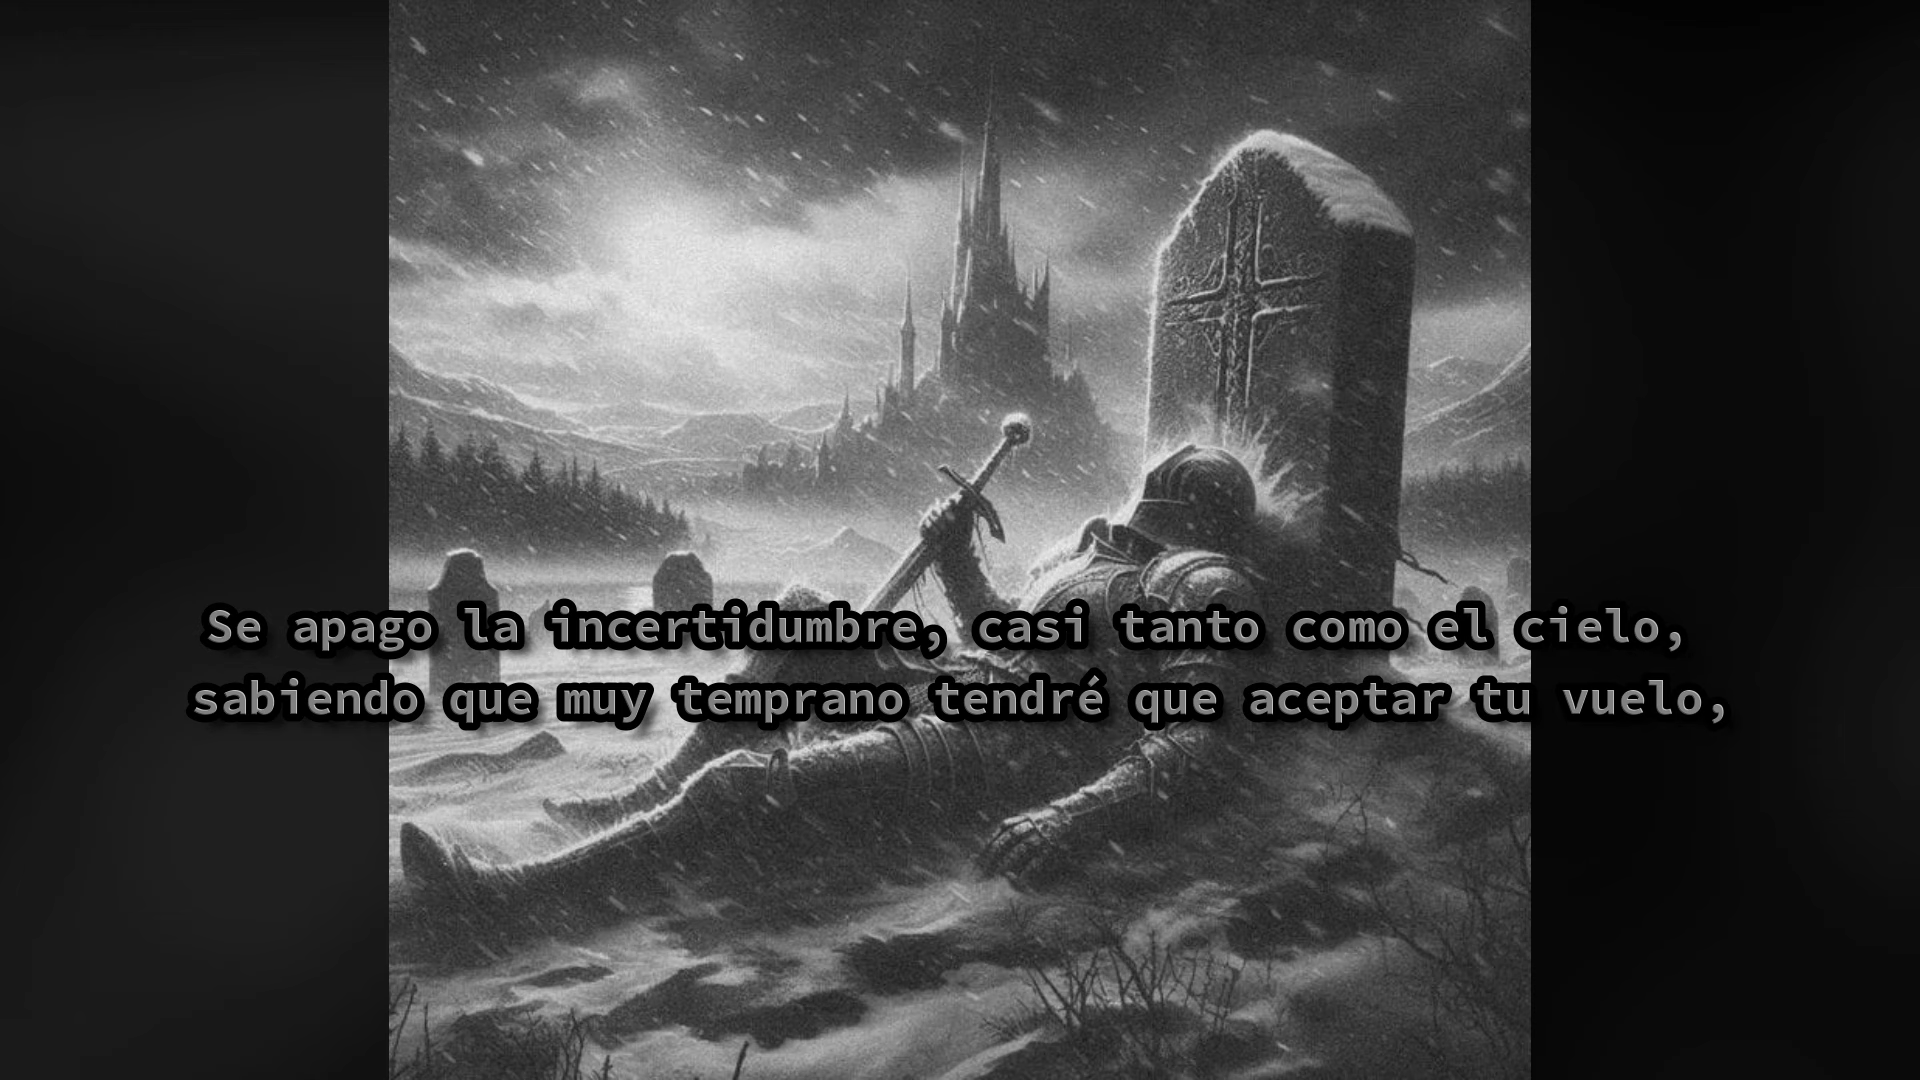 Se apago la incertidumbre, casi tanto como el cielo,
sabiendo que muy temprano tendré que aceptar tu vuelo,